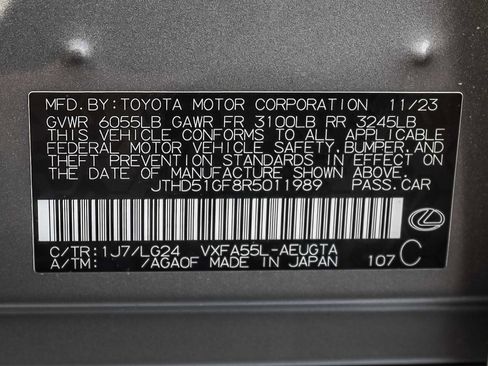 MFD.BY:TOYOTA MOTOR CORPORATION 11/23
GVWR 6055LB GAWR FR 3100LB RR 3245LB
THIS VEHICLE CONFORMS TO ALL APPLICABLE
FEDERAL MOTOR VEHICLE SAFETY,BUMPER,AND
THEFT PREVENTION STANDARDS IN EFFECT ON
THE DATE OF MANUFACTURE SHOWN ABOVE.
JTHD51GF8R5011989 PASS.CAR
C/TR:1J7/LG24 VXFA55L-AEUGTA
A/TM: /AGAOF MADE IN JAPAN 107 C